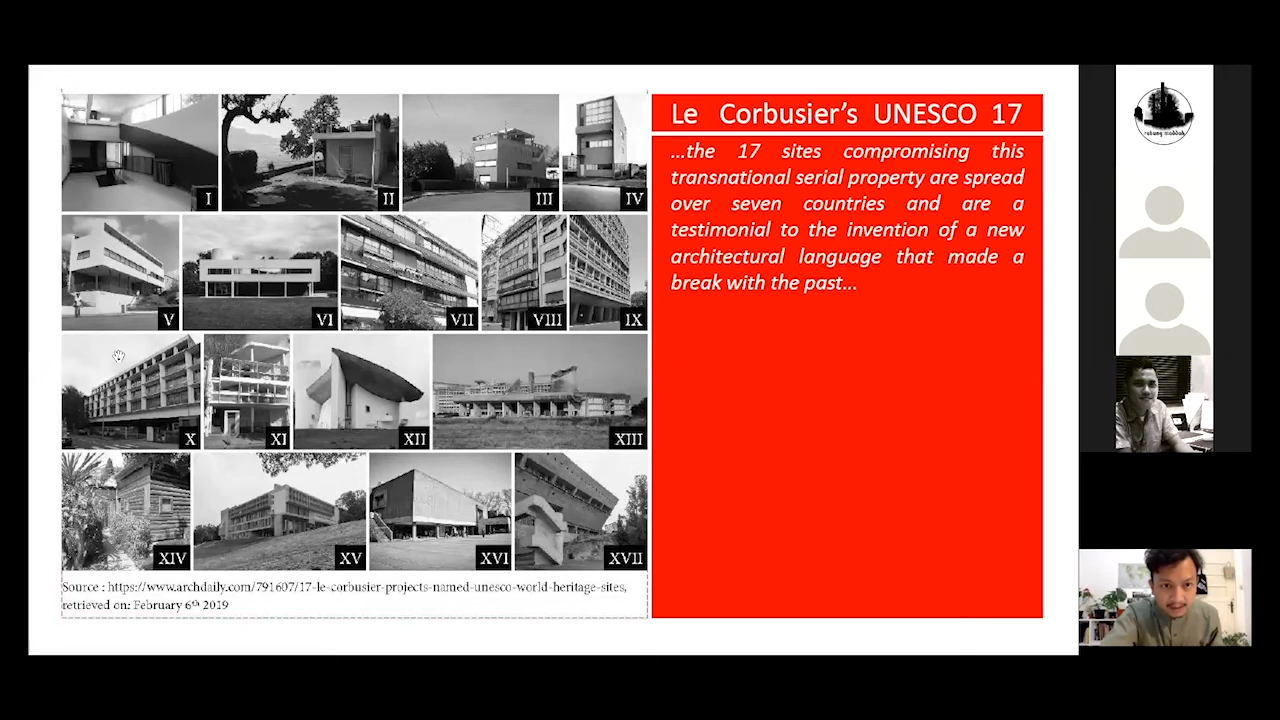 I
II
III
IV
V
VI
VII
VIII
IX
X
XI
XII
XIII
XIV
XV
XVI
XVII
Source : https://www.archdaily.com/791607/17-le-corbusier-projects-named-unesco-world-heritage-sites,
retrieved on: February 6th 2019
Le Corbusier’s UNESCO 17
...the 17 sites compromising this
transnational serial property are spread
over seven countries and are a
testimonial to the invention of a new
architectural language that made a
break with the past...